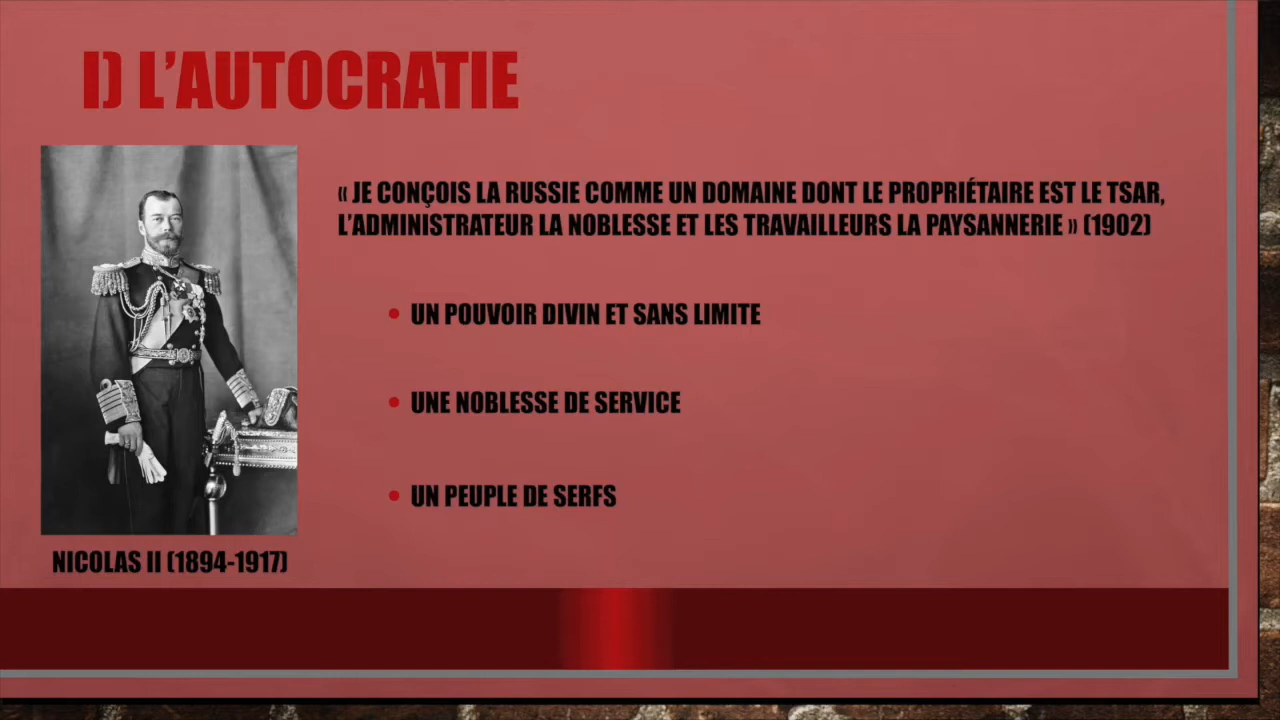 I) L'AUTOCRATIE
« JE CONÇOIS LA RUSSIE COMME UN DOMAINE DONT LE PROPRIÉTAIRE EST LE TSAR,
L'ADMINISTRATEUR LA NOBLESSE ET LES TRAVAILLEURS LA PAYSANNERIE » (1902)
• UN POUVOIR DIVIN ET SANS LIMITE
• UNE NOBLESSE DE SERVICE
• UN PEUPLE DE SERFS
NICOLAS II (1894-1917)